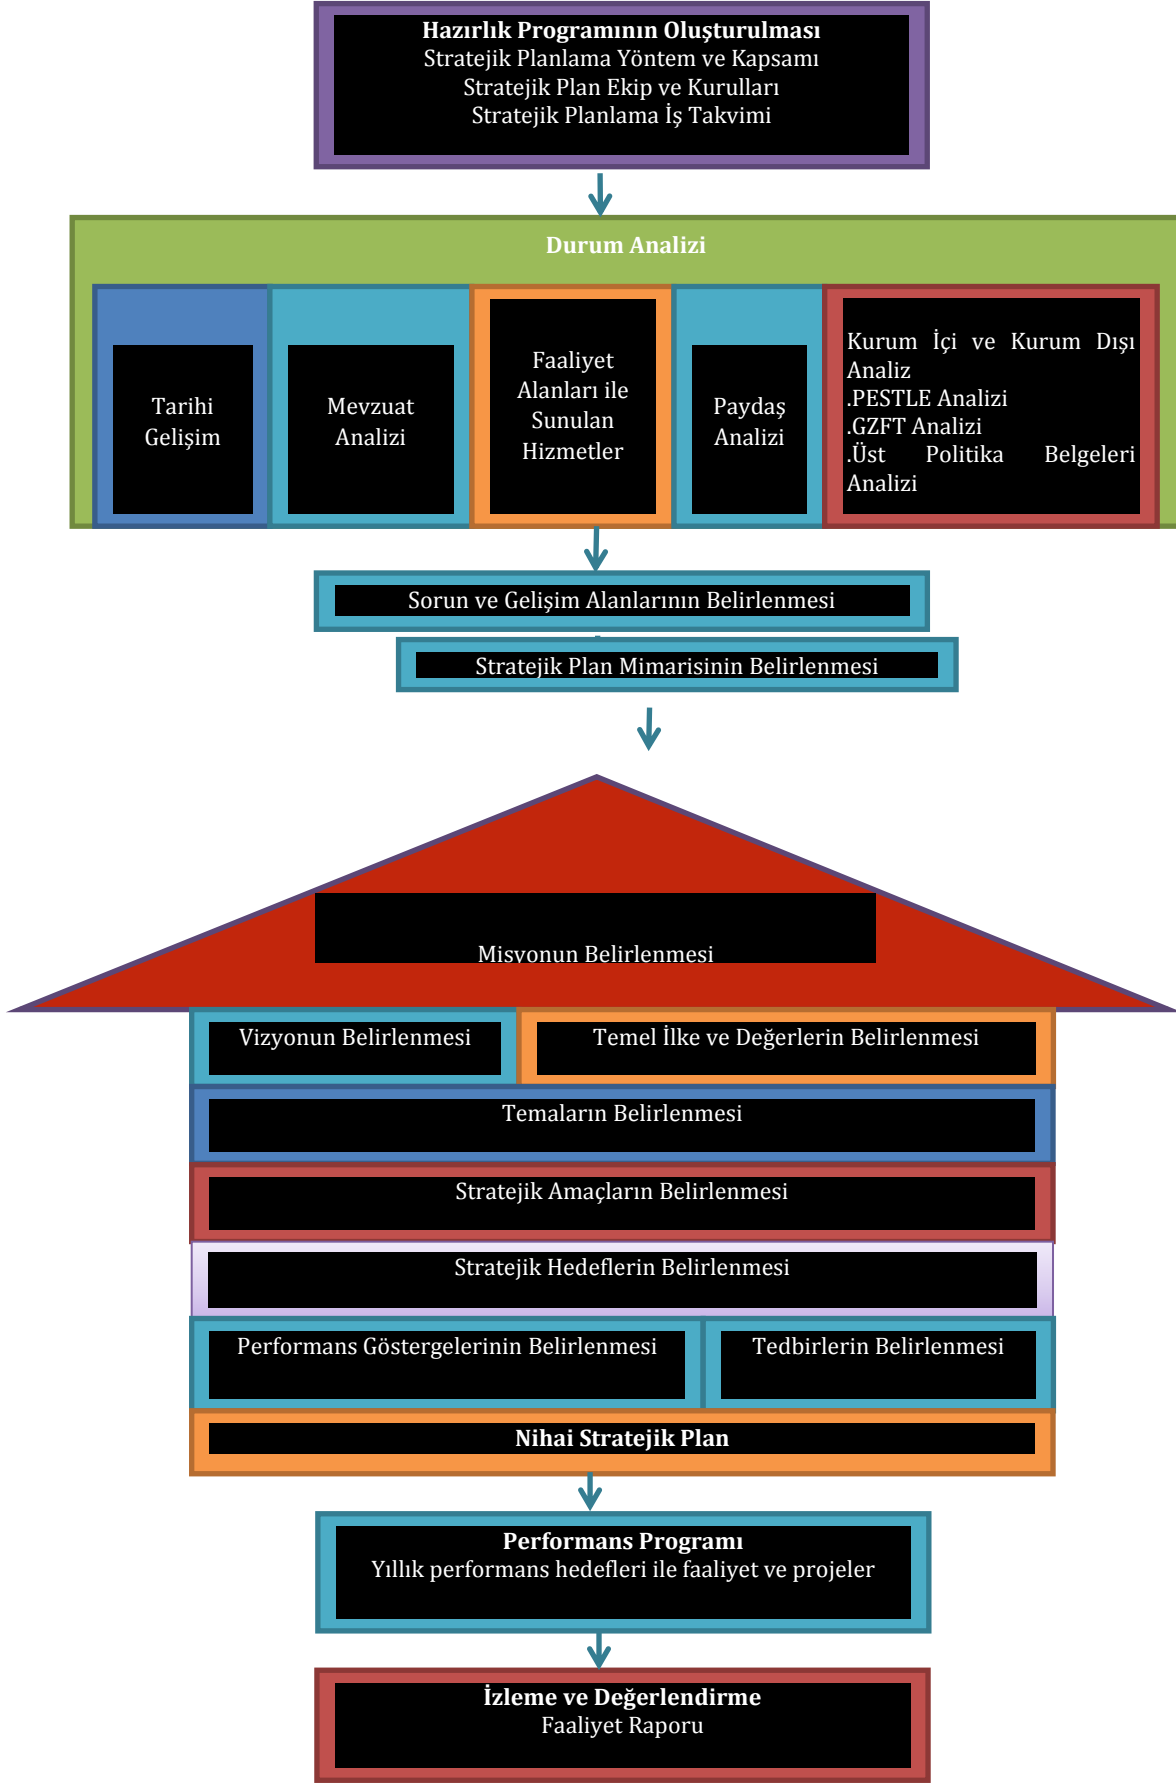 Hazırlık Programının Oluşturulması
Stratejik Planlama Yöntem ve Kapsamı
Stratejik Plan Ekip ve Kurulları
Stratejik Planlama İş Takvimi
Durum Analizi
Tarihi
Gelişim
Mevzuat
Analizi
Faaliyet
Alanları ile
Sunulan
Hizmetler
Paydaş
Analizi
Kurum İçi ve Kurum Dışı
Analiz
.PESTLE Analizi
.GZFT Analizi
.Üst Politika Belgeleri
Analizi
Sorun ve Gelişim Alanlarının Belirlenmesi
Stratejik Plan Mimarisinin Belirlenmesi
Misyonun Belirlenmesi
Vizyonun Belirlenmesi
Temel İlke ve Değerlerin Belirlenmesi
Temaların Belirlenmesi
Stratejik Amaçların Belirlenmesi
Stratejik Hedeflerin Belirlenmesi
Performans Göstergelerinin Belirlenmesi
Tedbirlerin Belirlenmesi
Nihai Stratejik Plan
Performans Programı
Yıllık performans hedefleri ile faaliyet ve projeler
İzleme ve Değerlendirme
Faaliyet Raporu